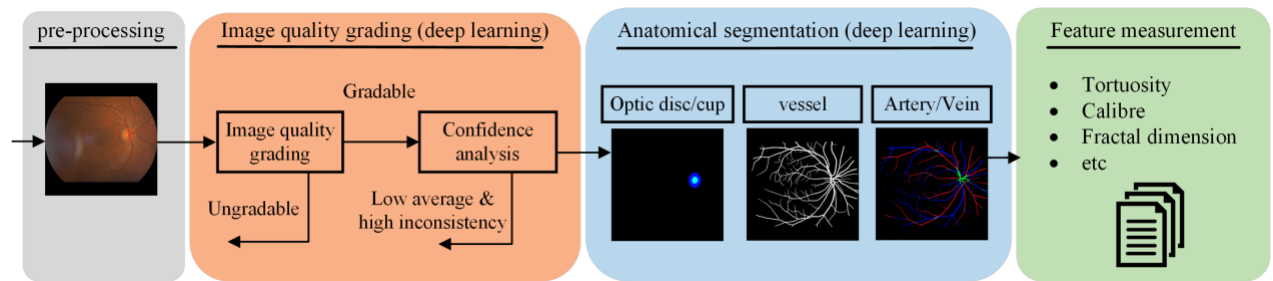 pre-processing
Image quality grading (deep learning)
Gradable
Image quality
grading
Confidence
analysis
Ungradable
Low average &
high inconsistency
Anatomical segmentation (deep learning)
Optic disc/cup
vessel
Artery/Vein
Feature measurement
• Tortuosity
• Calibre
• Fractal dimension
• etc